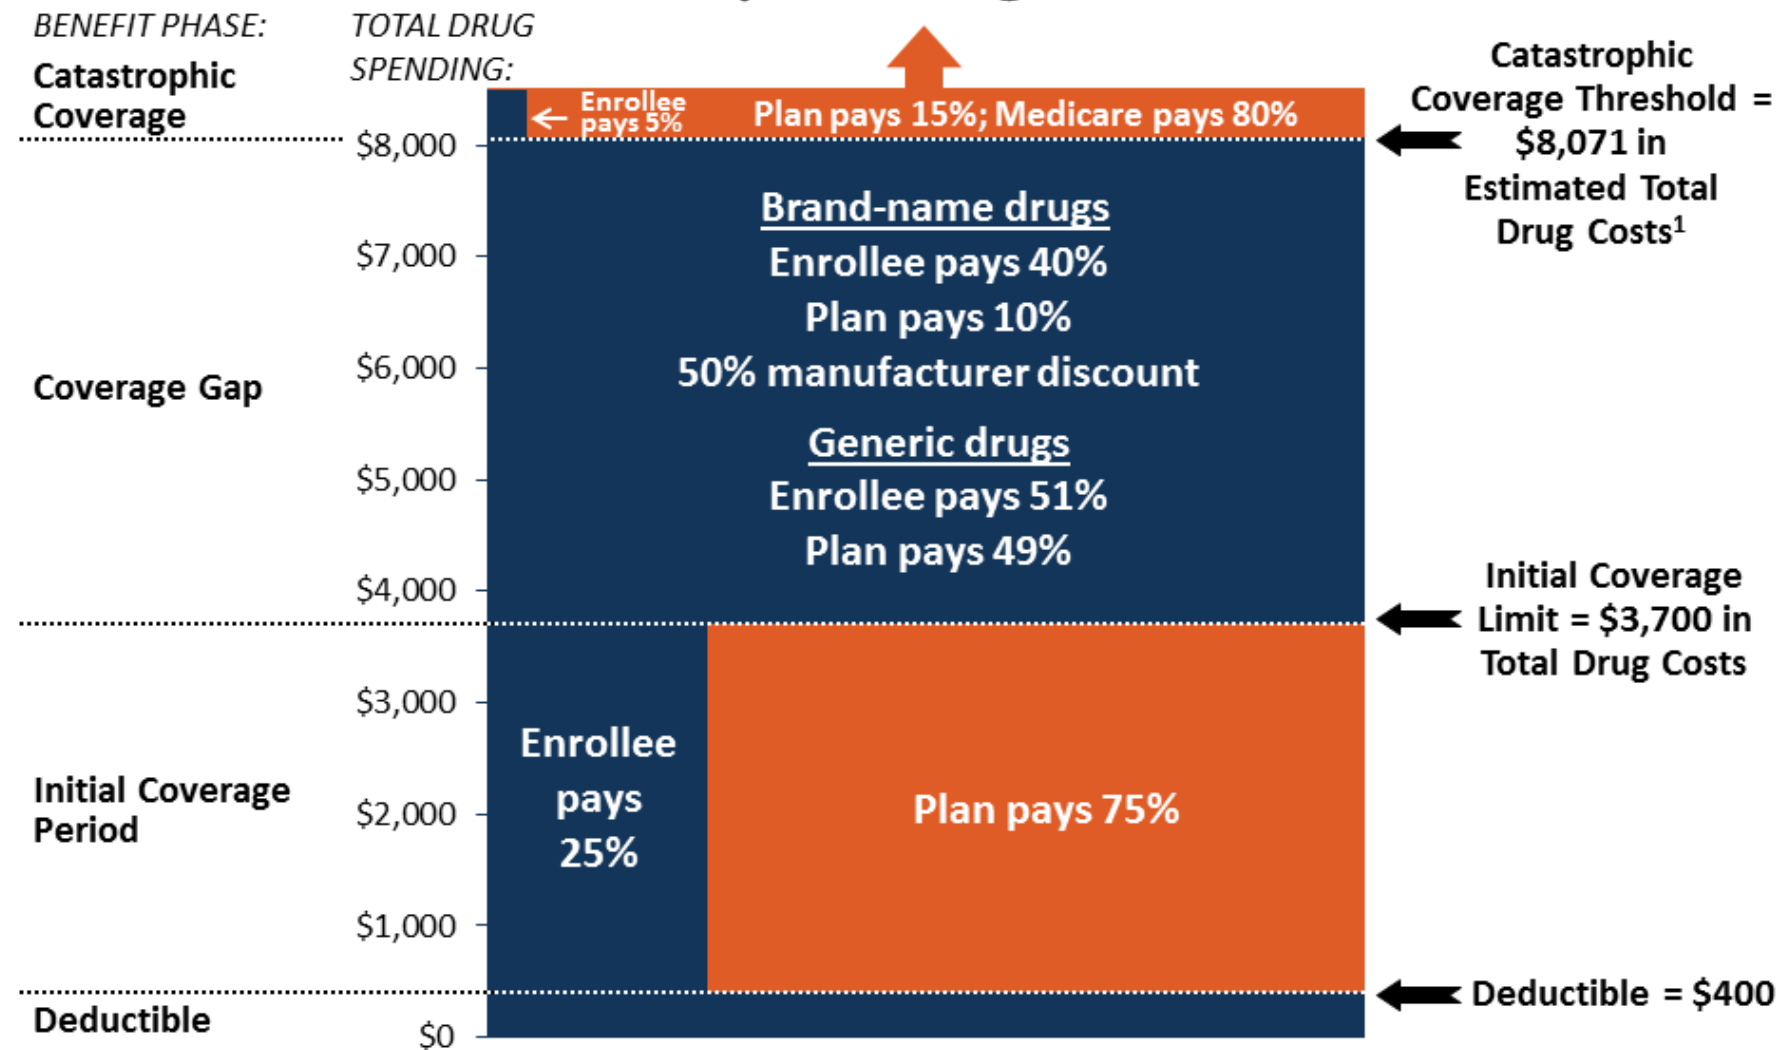 BENEFIT PHASE:
TOTAL DRUG
SPENDING:
Catastrophic
Coverage
Enrollee
pays 5%
Plan pays 15%; Medicare pays 80%
Catastrophic
Coverage Threshold =
$8,071 in
Estimated Total
Drug Costs¹
$8,000
Brand-name drugs
Enrollee pays 40%
Plan pays 10%
50% manufacturer discount
$7,000
$6,000
Coverage Gap
Generic drugs
Enrollee pays 51%
Plan pays 49%
$5,000
$4,000
Initial Coverage
Limit = $3,700 in
Total Drug Costs
$3,000
Enrollee
pays
25%
Plan pays 75%
Initial Coverage
Period
$2,000
$1,000
Deductible = $400
Deductible
$0